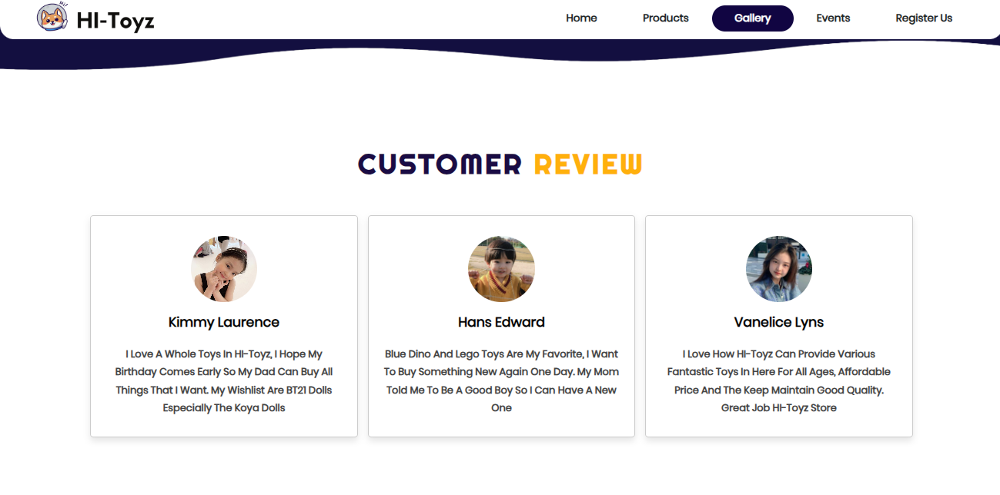 Hi!
HI-Toyz
Home
Products
Gallery
Events
Register Us
CUSTOMER REVIEW
Kimmy Laurence
I Love A Whole Toys In HI-Toyz, I Hope My
Birthday Comes Early So My Dad Can Buy All
Things That I Want. My Wishlist Are BT21 Dolls
Especially The Koya Dolls
Hans Edward
Blue Dino And Lego Toys Are My Favorite, I Want
To Buy Something New Again One Day. My Mom
Told Me To Be A Good Boy So I Can Have A New
One
Vanelice Lyns
I Love How HI-Toyz Can Provide Various
Fantastic Toys In Here For All Ages, Affordable
Price And The Keep Maintain Good Quality.
Great Job HI-Toyz Store